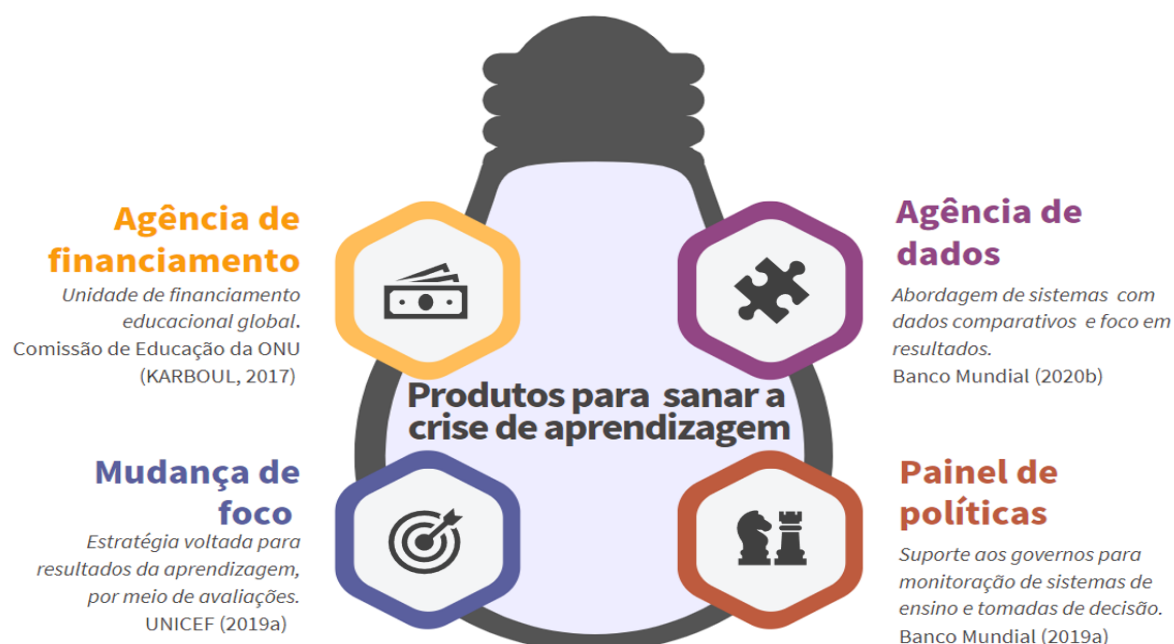 Agência de
financiamento
Unidade de financiamento
educacional global.
Comissão de Educação da ONU
(KARBOUL, 2017)
Agência de
dados
Abordagem de sistemas com
dados comparativos e foco em
resultados.
Banco Mundial (2020b)
Produtos para sanar a
crise de aprendizagem
Mudança de
foco
Estratégia voltada para
resultados da aprendizagem,
por meio de avaliações.
UNICEF (2019a)
Painel de
políticas
Suporte aos governos para
monitoração de sistemas de
ensino e tomadas de decisão.
Banco Mundial (2019a)